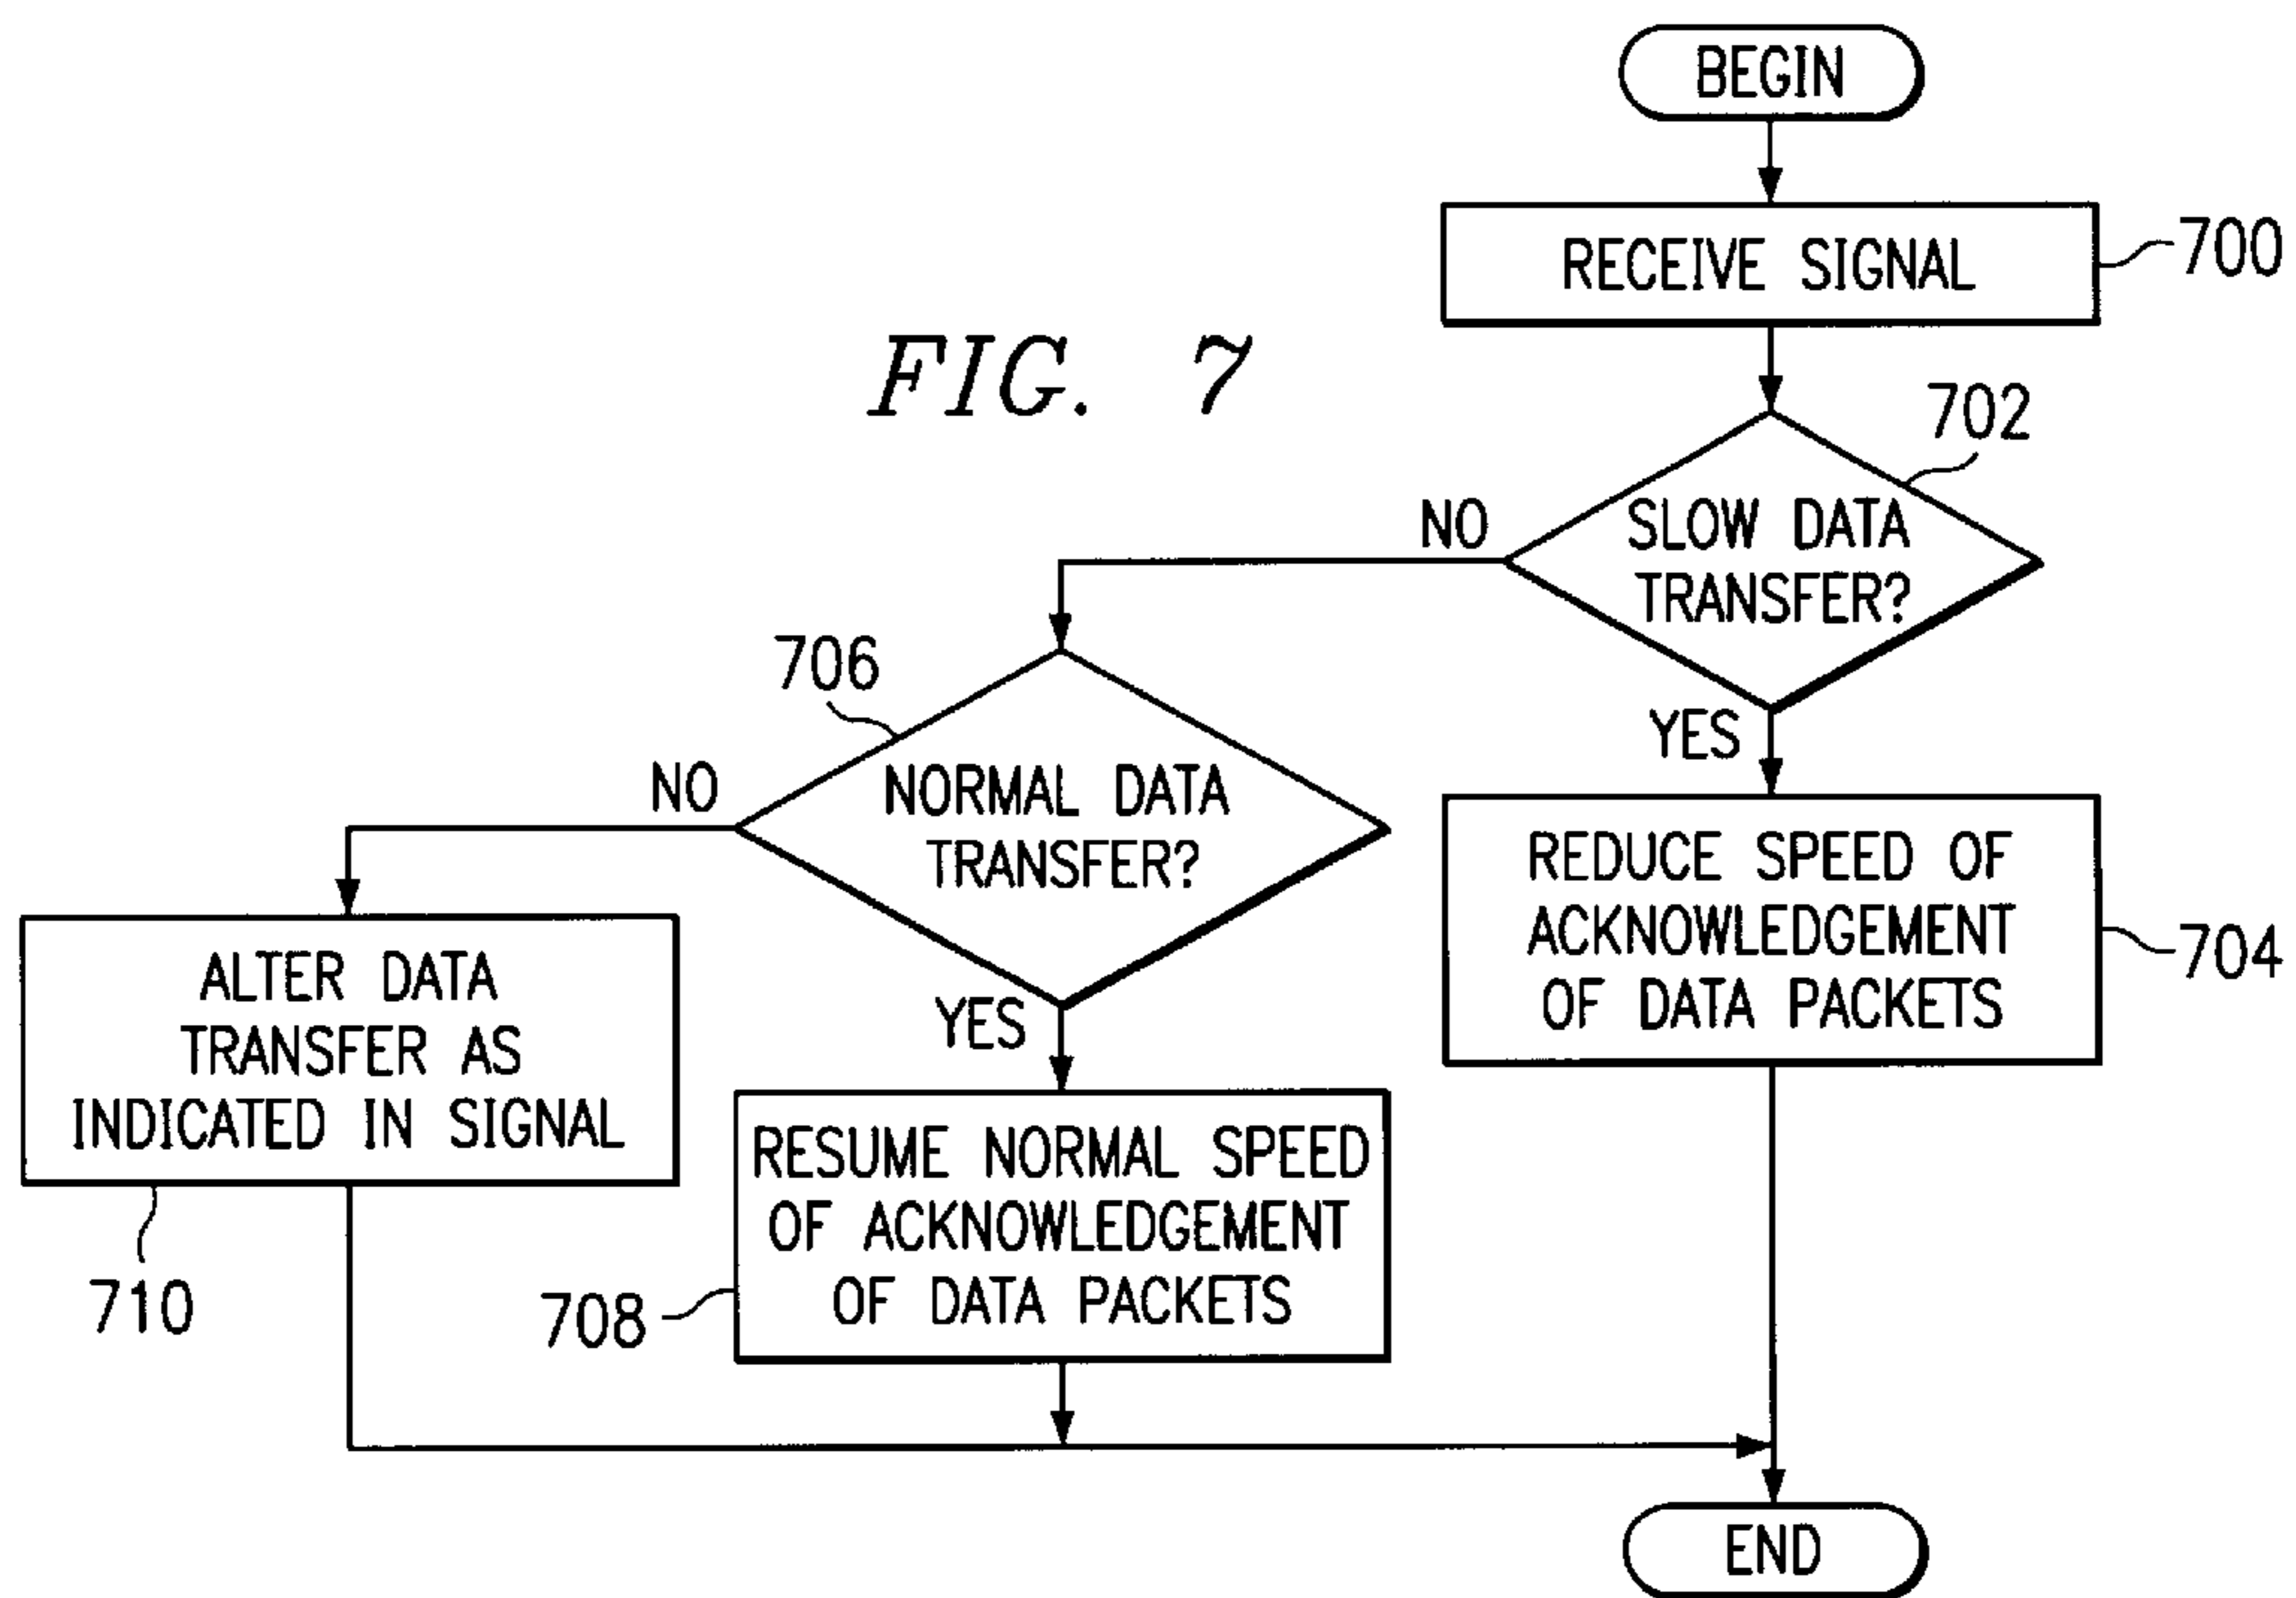 BEGIN
RECEIVE SIGNAL
700
FIG. 7
702
SLOW DATA
TRANSFER?
NO
YES
706
NORMAL DATA
TRANSFER?
NO
YES
REDUCE SPEED OF
ACKNOWLEDGEMENT
OF DATA PACKETS
704
ALTER DATA
TRANSFER AS
INDICATED IN SIGNAL
710
RESUME NORMAL SPEED
OF ACKNOWLEDGEMENT
OF DATA PACKETS
708
END